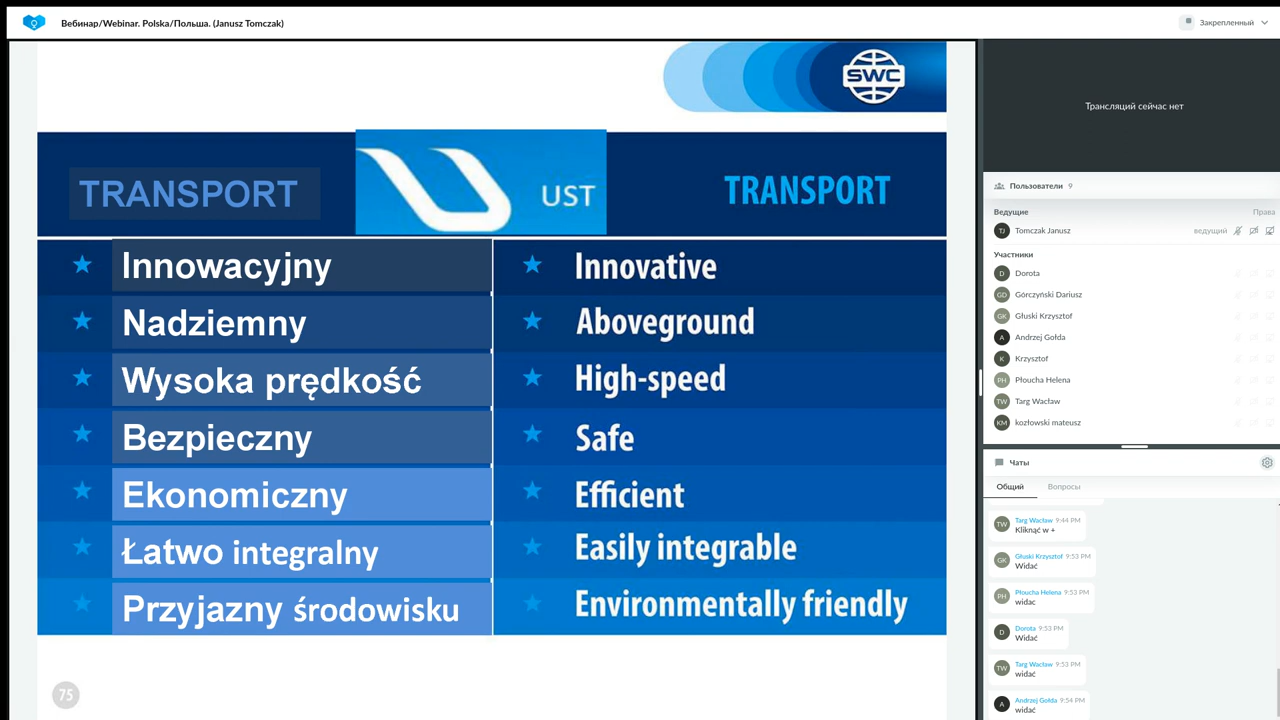 Вебинар/Webinar. Polska/Польша. (Janusz Tomczak)
Закрепленный
SWC
TRANSPORT
UST
TRANSPORT
Innowacyjny
Innovative
Nadziemny
Aboveground
Wysoka prędkość
High-speed
Bezpieczny
Safe
Ekonomiczny
Efficient
Łatwo integralny
Easily integrable
Przyjazny środowisku
Environmentally friendly
75
Трансляций сейчас нет
Пользователи 9
Ведущие Права
TJ Tomczak Janusz ведущий
Участники
D Dorota
GD Górczyński Dariusz
GK Głuski Krzysztof
A Andrzej Gołda
K Krzysztof
PH Płoucha Helena
TW Targ Wacław
KM kozłowski mateusz
Чаты
Общий Вопросы
TW Targ Wacław 9:44 PM
Kliknąć w +
GK Głuski Krzysztof 9:53 PM
Widać
PH Płoucha Helena 9:53 PM
widac
D Dorota 9:53 PM
Widać
TW Targ Wacław 9:53 PM
widać
A Andrzej Gołda 9:54 PM
widać